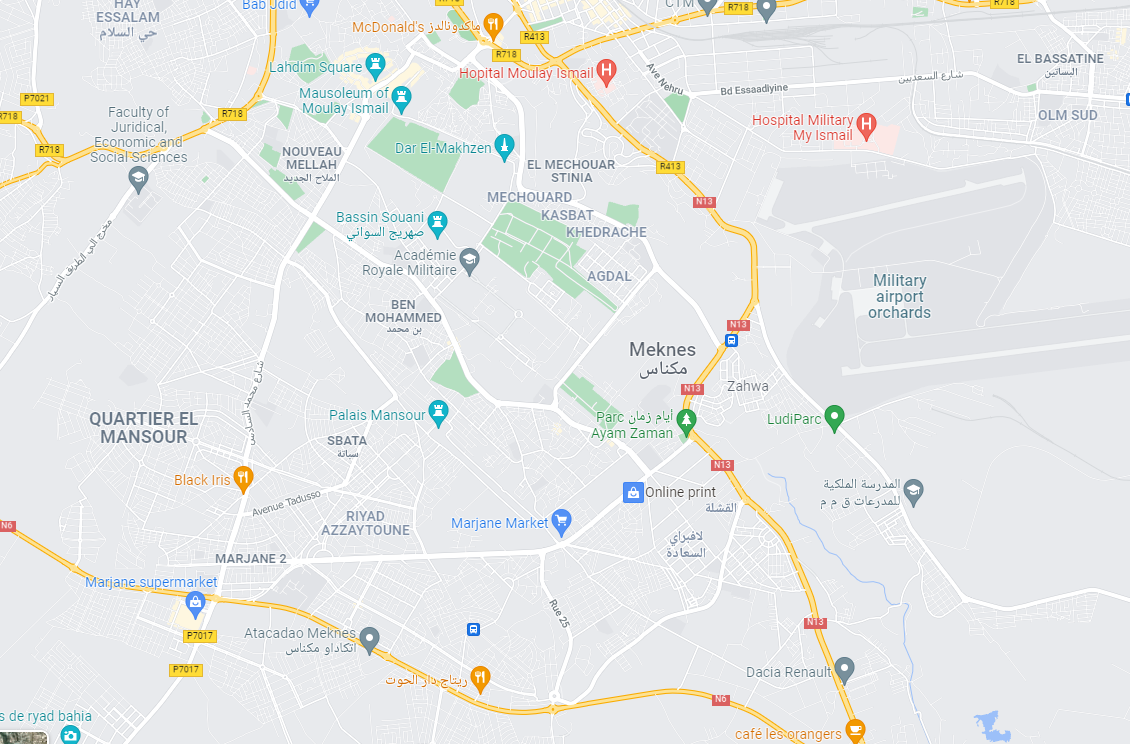 HAY
ESSALAM
حي السلام
Bab Jdid
McDonald's ماكدونالدز
R718
CTM
R718
R718
R413
R718
Lahdim Square
Hopital Moulay Ismail
Ave Nehru
Bd Essaadiyine
شارع السعديين
EL BASSATINE
البساتين
P7021
R718
R718
Mausoleum of
Moulay Ismail
Faculty of
Juridical,
Economic and
Social Sciences
R718
Hospital Military
My Ismail
OLM SUD
NOUVEAU
MELLAH
الملاح الجديد
Dar El-Makhzen
EL MECHOUAR
STINIA
R413
MECHOUARD
N13
KASBAT
KHEDRACHE
Bassin Souani
صهريج السواني
Académie
Royale Militaire
AGDAL
Military
airport
orchards
BEN
MOHAMMED
بن محمد
N13
Meknes
مكناس
N13
Zahwa
QUARTIER EL
MANSOUR
Palais Mansour
Parc أيام زمان
Ayam Zaman
LudiParc
SBATA
سباتة
N13
Black Iris
Avenue Tadusso
Online print
القشلة
المدرسة الملكية
للمدرعات ق م م
N6
RIYAD
AZZAYTOUNE
Marjane Market
لافيراي
السعادة
MARJANE 2
Marjane supermarket
Rue 25
N13
P7017
Atacadao Meknes
اتكاداو مكناس
P7017
ريتاج دار الحوت
Dacia Renault
N6
s de ryad bahia
café les orangers